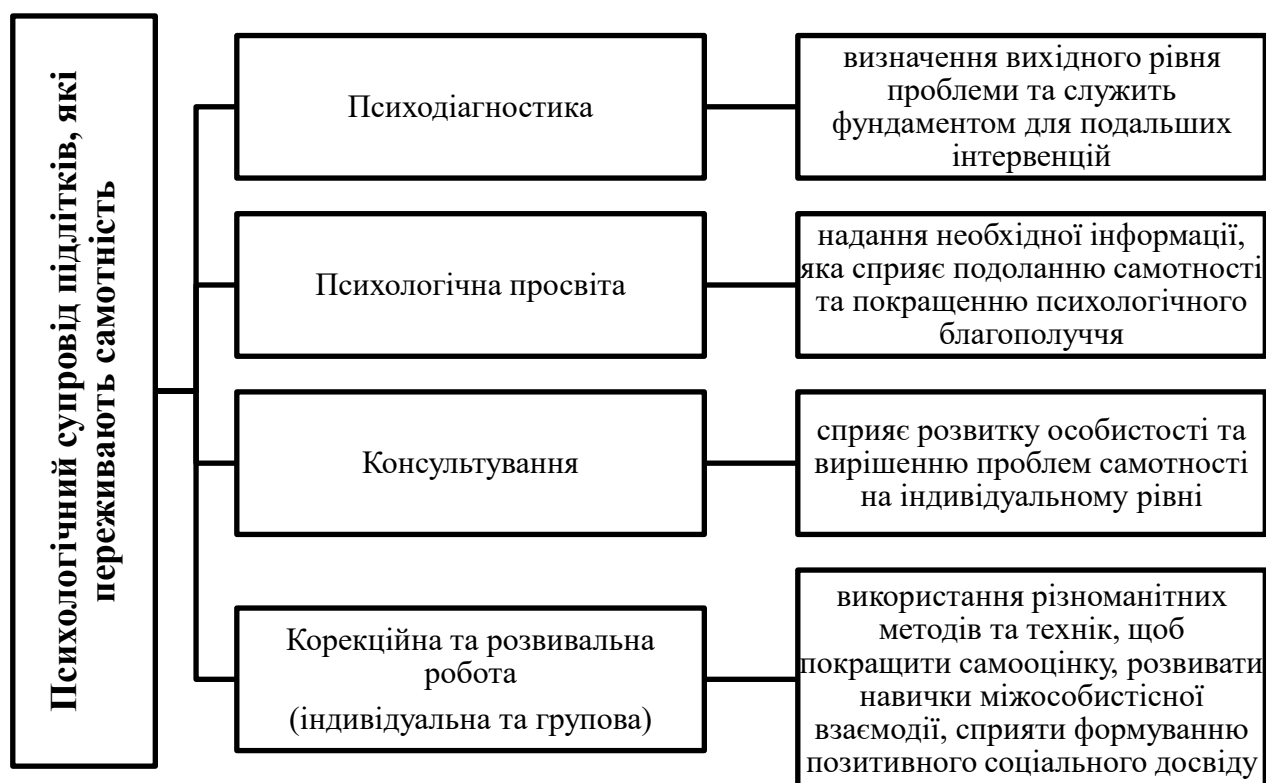 Психологічний супровід підлітків, які
переживають самотність
Психодіагностика
визначення вихідного рівня
проблеми та служить
фундаментом для подальших
інтервенцій
Психологічна просвіта
надання необхідної інформації,
яка сприяє подоланню самотності
та покращенню психологічного
благополуччя
Консультування
сприяє розвитку особистості та
вирішенню проблем самотності
на індивідуальному рівні
Корекційна та розвивальна
робота
(індивідуальна та групова)
використання різноманітних
методів та технік, щоб
покращити самооцінку, розвивати
навички міжособистісної
взаємодії, сприяти формуванню
позитивного соціального досвіду